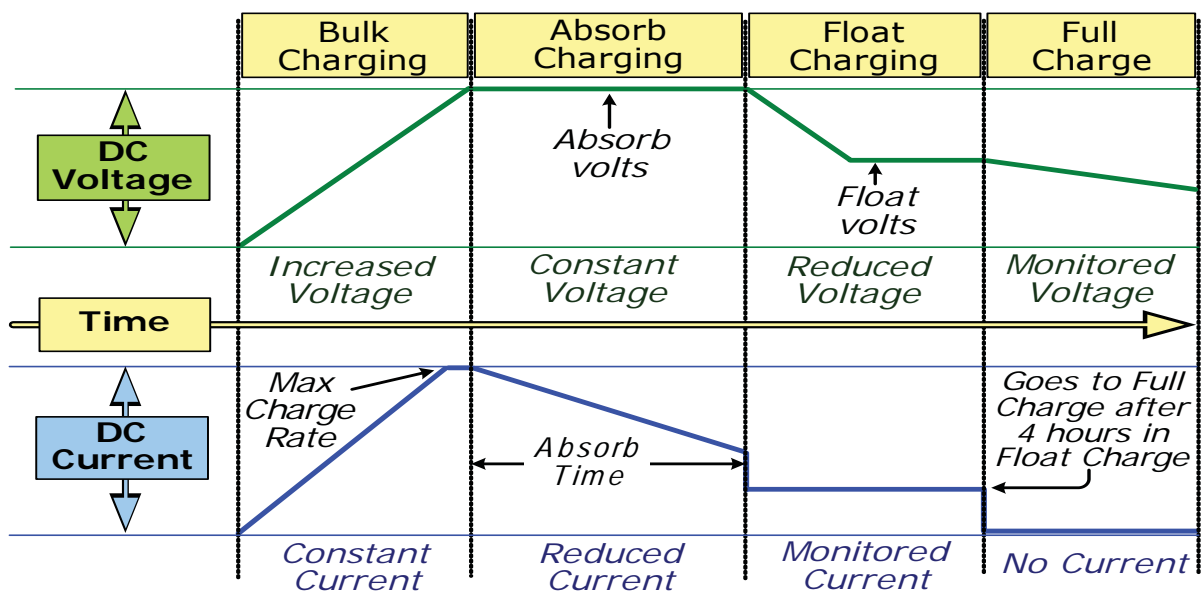 Bulk
Charging
Absorb
Charging
Float
Charging
Full
Charge
DC
Voltage
Absorb
volts
Float
volts
Increased
Voltage
Constant
Voltage
Reduced
Voltage
Monitored
Voltage
Time
DC
Current
Max
Charge
Rate
Absorb
Time
Goes to Full
Charge after
4 hours in
Float Charge
Constant
Current
Reduced
Current
Monitored
Current
No Current